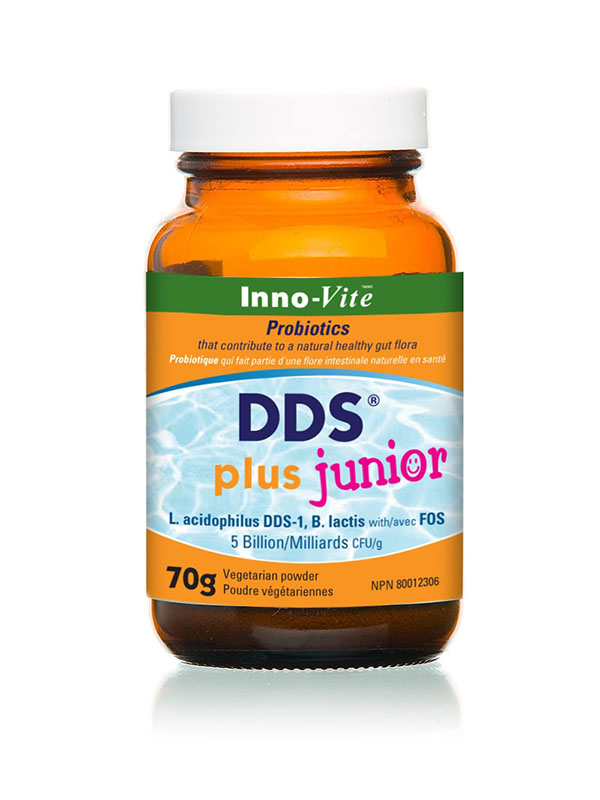 Inno-Vite ™/MC
Probiotics
that contribute to a natural healthy gut flora
Probiotique qui fait partie d'une flore intestinale naturelle en santé
DDS®
plus junior
L. acidophilus DDS-1, B. lactis with/avec FOS
5 Billion/Milliards CFU/g
70g Vegetarian powder
Poudre végétariennes
NPN 80012306